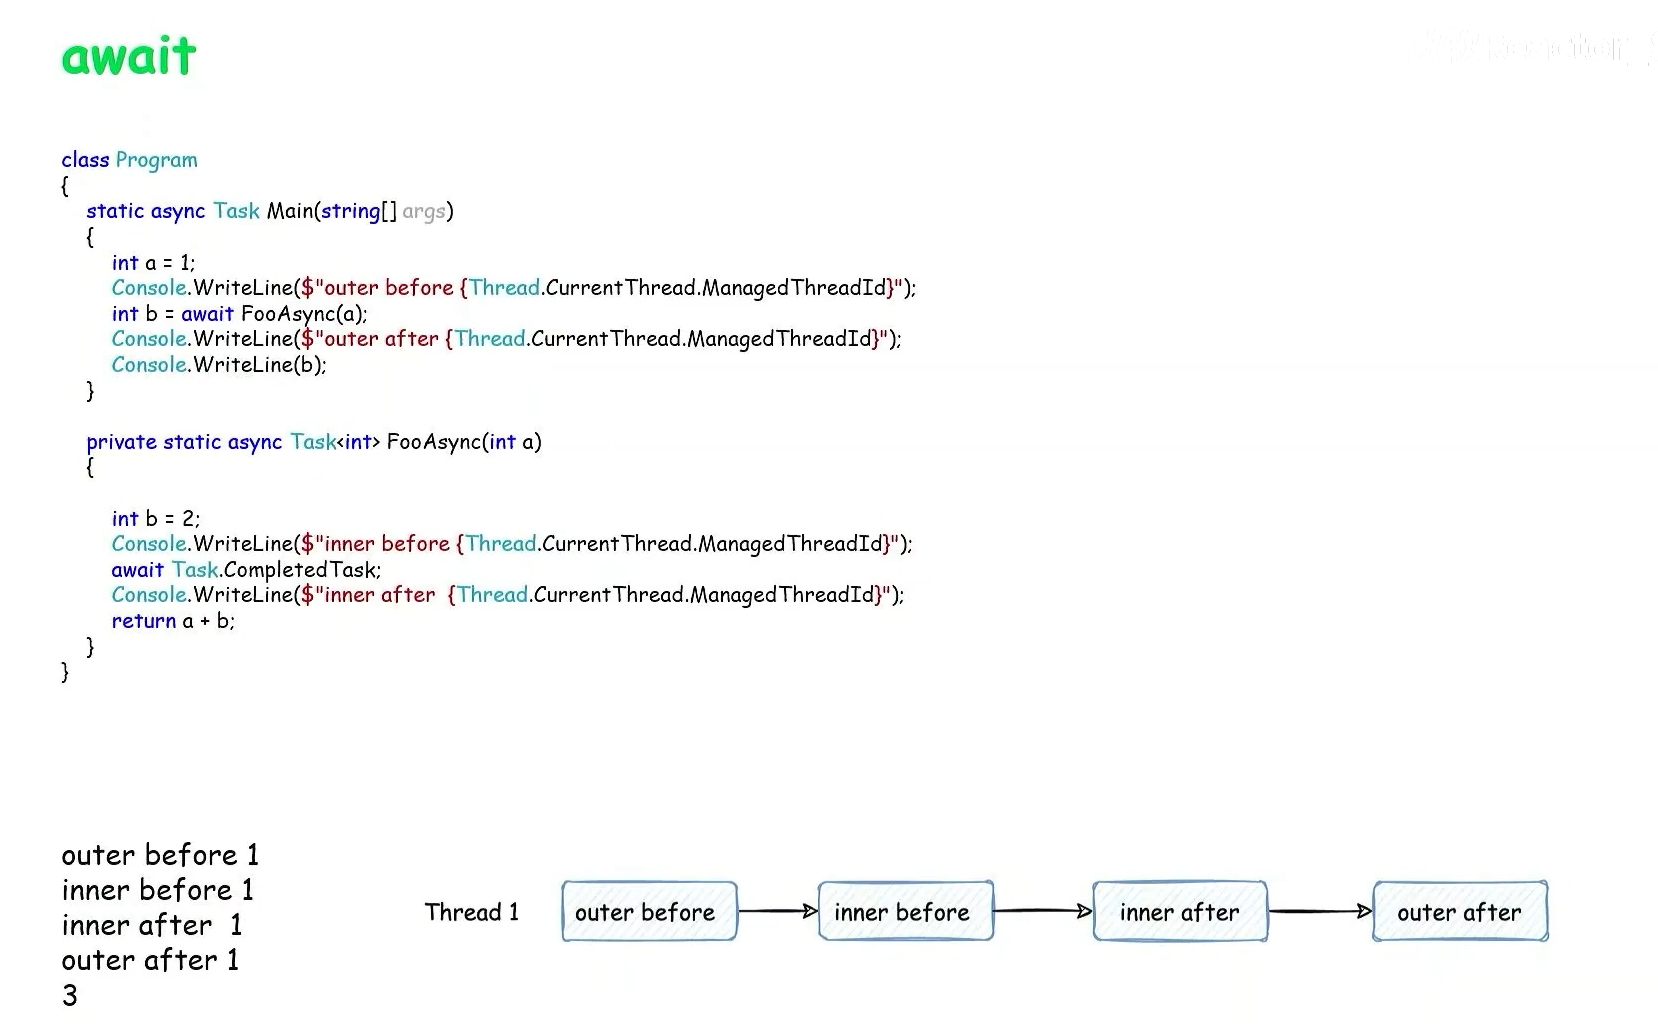 await
class Program
{
static async Task Main(string[] args)
{
int a = 1;
Console.WriteLine($"outer before {Thread.CurrentThread.ManagedThreadId}");
int b = await FooAsync(a);
Console.WriteLine($"outer after {Thread.CurrentThread.ManagedThreadId}");
Console.WriteLine(b);
}
private static async Task<int> FooAsync(int a)
{
int b = 2;
Console.WriteLine($"inner before {Thread.CurrentThread.ManagedThreadId}");
await Task.CompletedTask;
Console.WriteLine($"inner after  {Thread.CurrentThread.ManagedThreadId}");
return a + b;
}
}
outer before 1
inner before 1
inner after  1
outer after 1
3
Thread 1
outer before
inner before
inner after
outer after